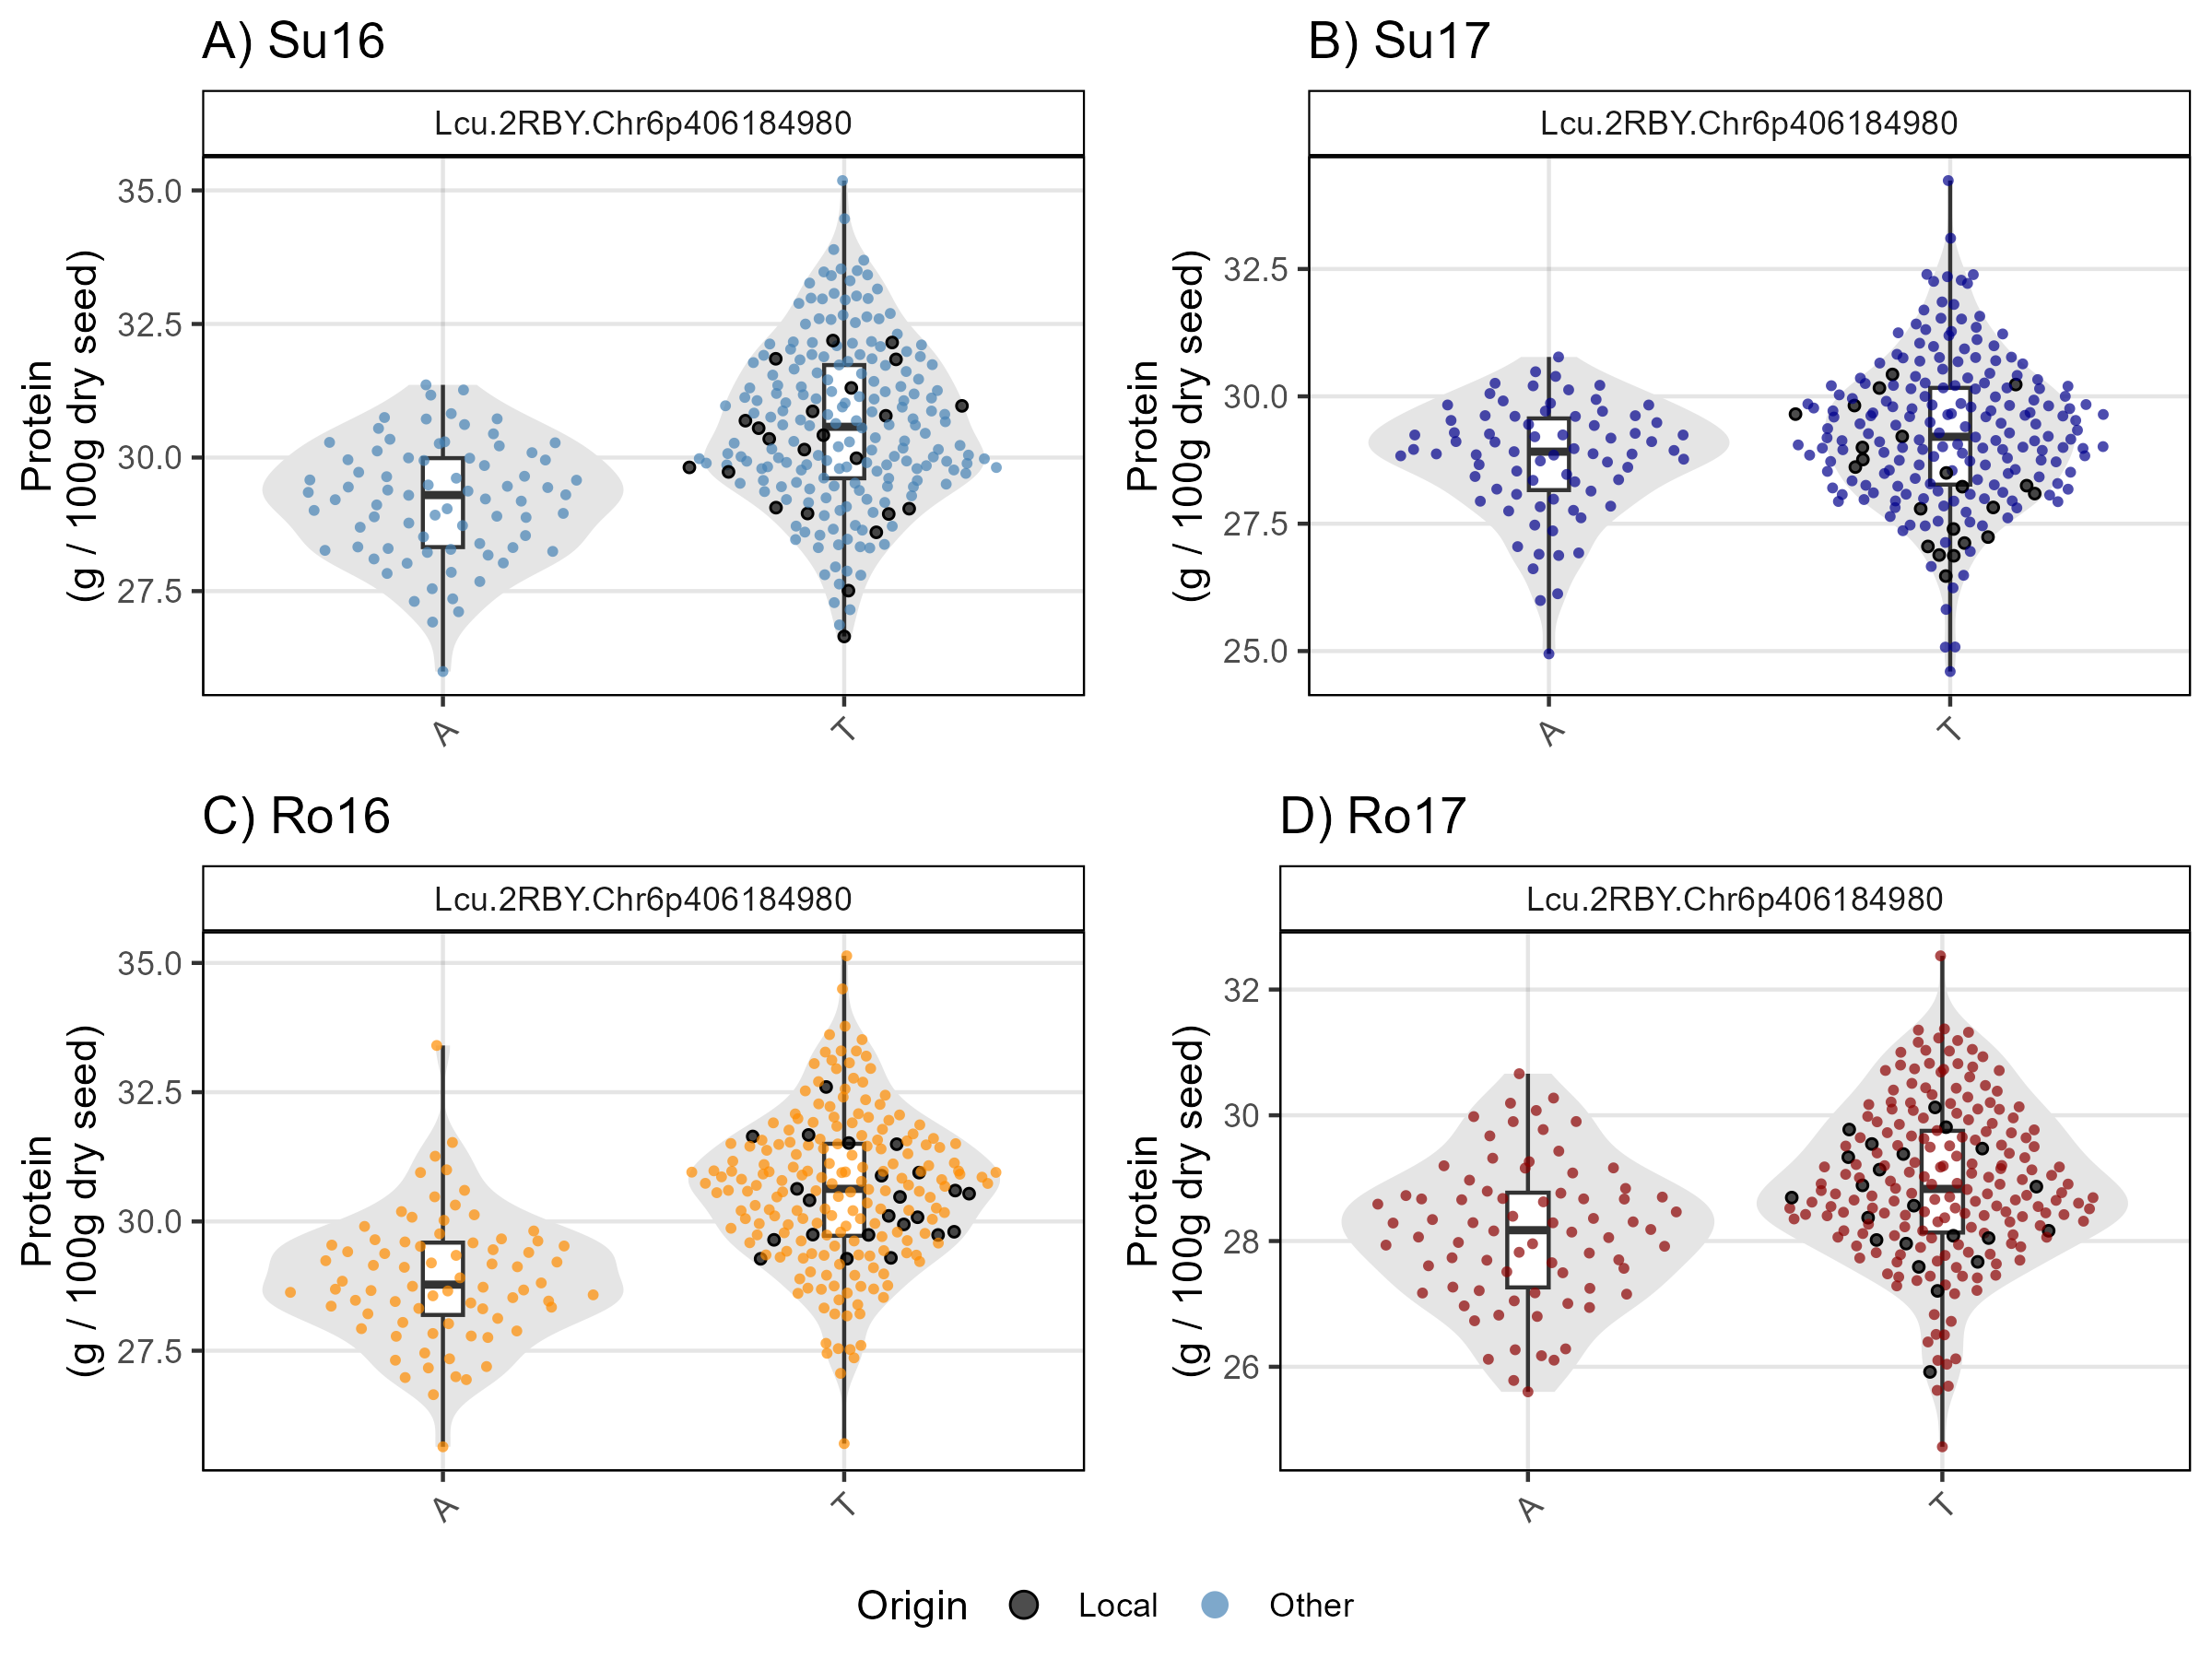 A) Su16
Lcu.2RBY.Chr6p406184980
Protein
(g / 100g dry seed)
35.0
32.5
30.0
27.5
A
T
B) Su17
Lcu.2RBY.Chr6p406184980
Protein
(g / 100g dry seed)
32.5
30.0
27.5
25.0
A
T
C) Ro16
Lcu.2RBY.Chr6p406184980
Protein
(g / 100g dry seed)
35.0
32.5
30.0
27.5
A
T
D) Ro17
Lcu.2RBY.Chr6p406184980
Protein
(g / 100g dry seed)
32
30
28
26
A
T
Origin Local Other